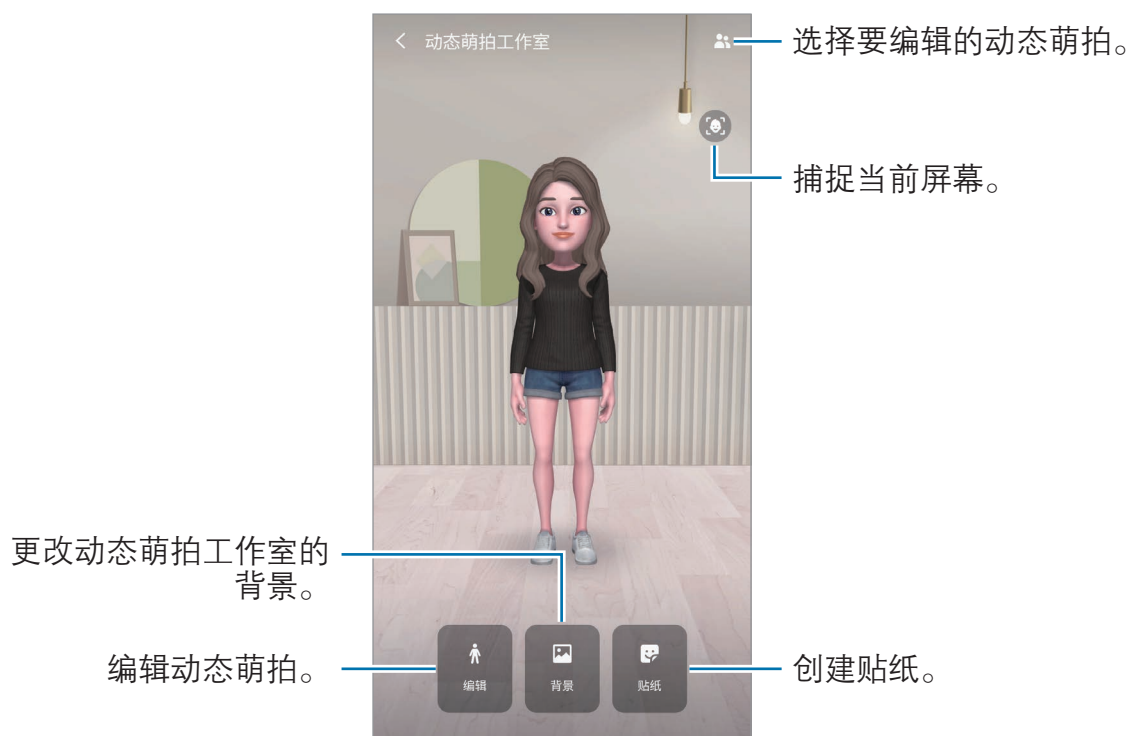 动态萌拍工作室
选择要编辑的动态萌拍。
捕捉当前屏幕。
更改动态萌拍工作室的
背景。
编辑动态萌拍。
编辑
背景
贴纸
创建贴纸。